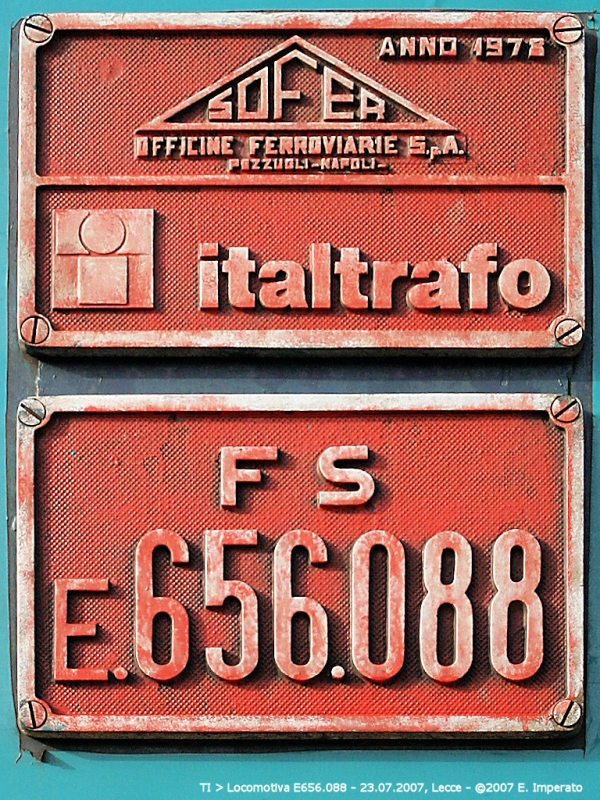 ANNO 1978
SOFER
OFFICINE FERROVIARIE S.p.A.
POZZUOLI-NAPOLI-
italtrafo
FS
E.656.088
TI > Locomotiva E656.088 - 23.07.2007, Lecce - ©2007 E. Imperato